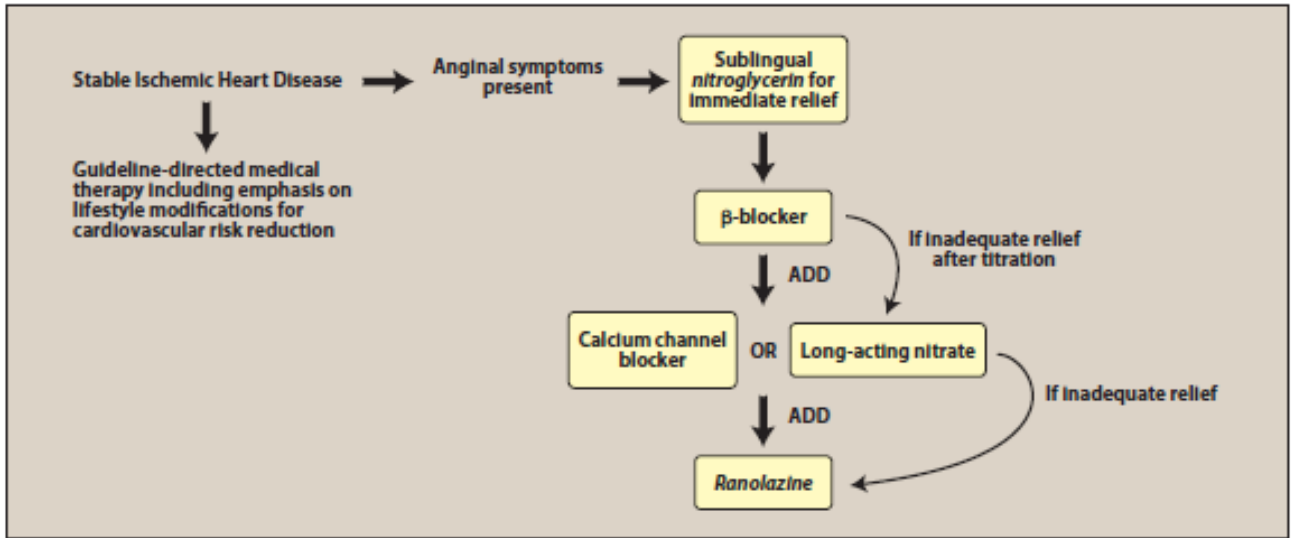 Stable Ischemic Heart Disease
Anginal symptoms
present
Sublingual
nitroglycerin for
immediate relief
Guideline-directed medical
therapy including emphasis on
lifestyle modifications for
cardiovascular risk reduction
β-blocker
If inadequate relief
after titration
ADD
Calcium channel
blocker
OR
Long-acting nitrate
If inadequate relief
ADD
Ranolazine